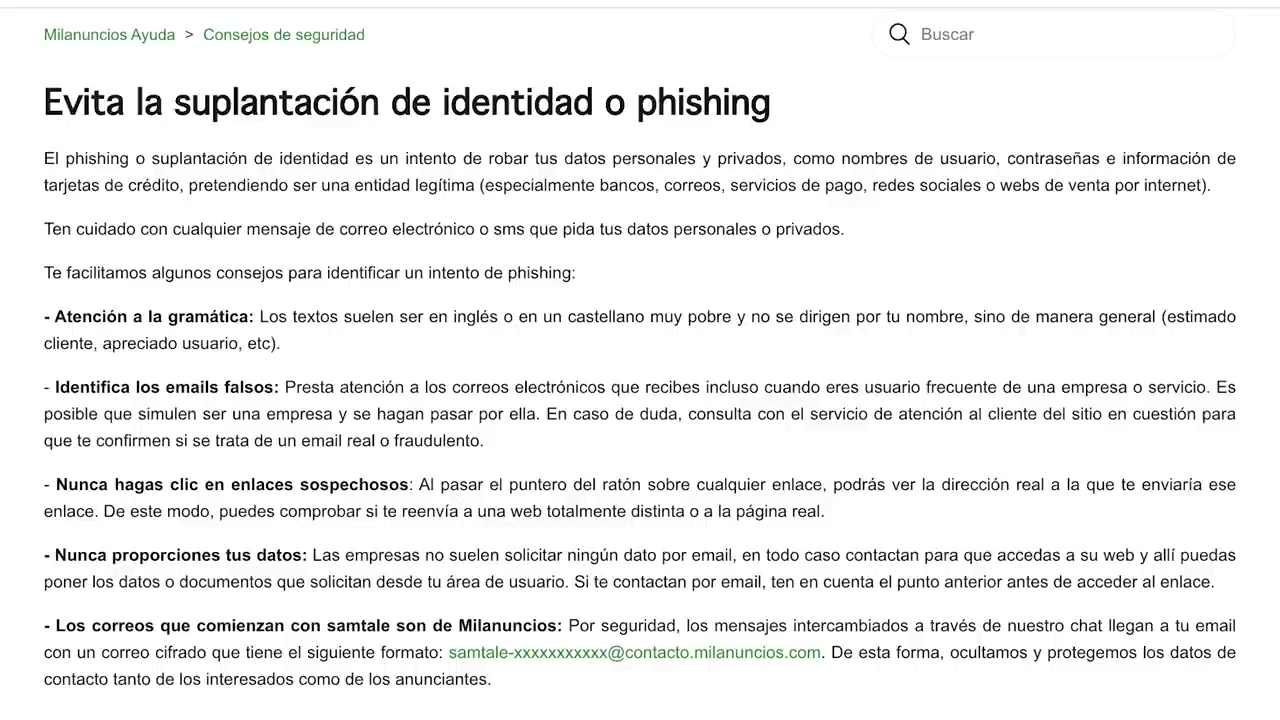 Milanuncios Ayuda > Consejos de seguridad
Buscar
Evita la suplantación de identidad o phishing
El phishing o suplantación de identidad es un intento de robar tus datos personales y privados, como nombres de usuario, contraseñas e información de
tarjetas de crédito, pretendiendo ser una entidad legítima (especialmente bancos, correos, servicios de pago, redes sociales o webs de venta por internet).
Ten cuidado con cualquier mensaje de correo electrónico o sms que pida tus datos personales o privados.
Te facilitamos algunos consejos para identificar un intento de phishing:
- Atención a la gramática: Los textos suelen ser en inglés o en un castellano muy pobre y no se dirigen por tu nombre, sino de manera general (estimado
cliente, apreciado usuario, etc).
- Identifica los emails falsos: Presta atención a los correos electrónicos que recibes incluso cuando eres usuario frecuente de una empresa o servicio. Es
posible que simulen ser una empresa y se hagan pasar por ella. En caso de duda, consulta con el servicio de atención al cliente del sitio en cuestión para
que te confirmen si se trata de un email real o fraudulento.
- Nunca hagas clic en enlaces sospechosos: Al pasar el puntero del ratón sobre cualquier enlace, podrás ver la dirección real a la que te enviaría ese
enlace. De este modo, puedes comprobar si te reenvía a una web totalmente distinta o a la página real.
- Nunca proporciones tus datos: Las empresas no suelen solicitar ningún dato por email, en todo caso contactan para que accedas a su web y allí puedas
poner los datos o documentos que solicitan desde tu área de usuario. Si te contactan por email, ten en cuenta el punto anterior antes de acceder al enlace.
- Los correos que comienzan con samtale son de Milanuncios: Por seguridad, los mensajes intercambiados a través de nuestro chat llegan a tu email
con un correo cifrado que tiene el siguiente formato: samtale-xxxxxxxxxxx@contacto.milanuncios.com. De esta forma, ocultamos y protegemos los datos de
contacto tanto de los interesados como de los anunciantes.